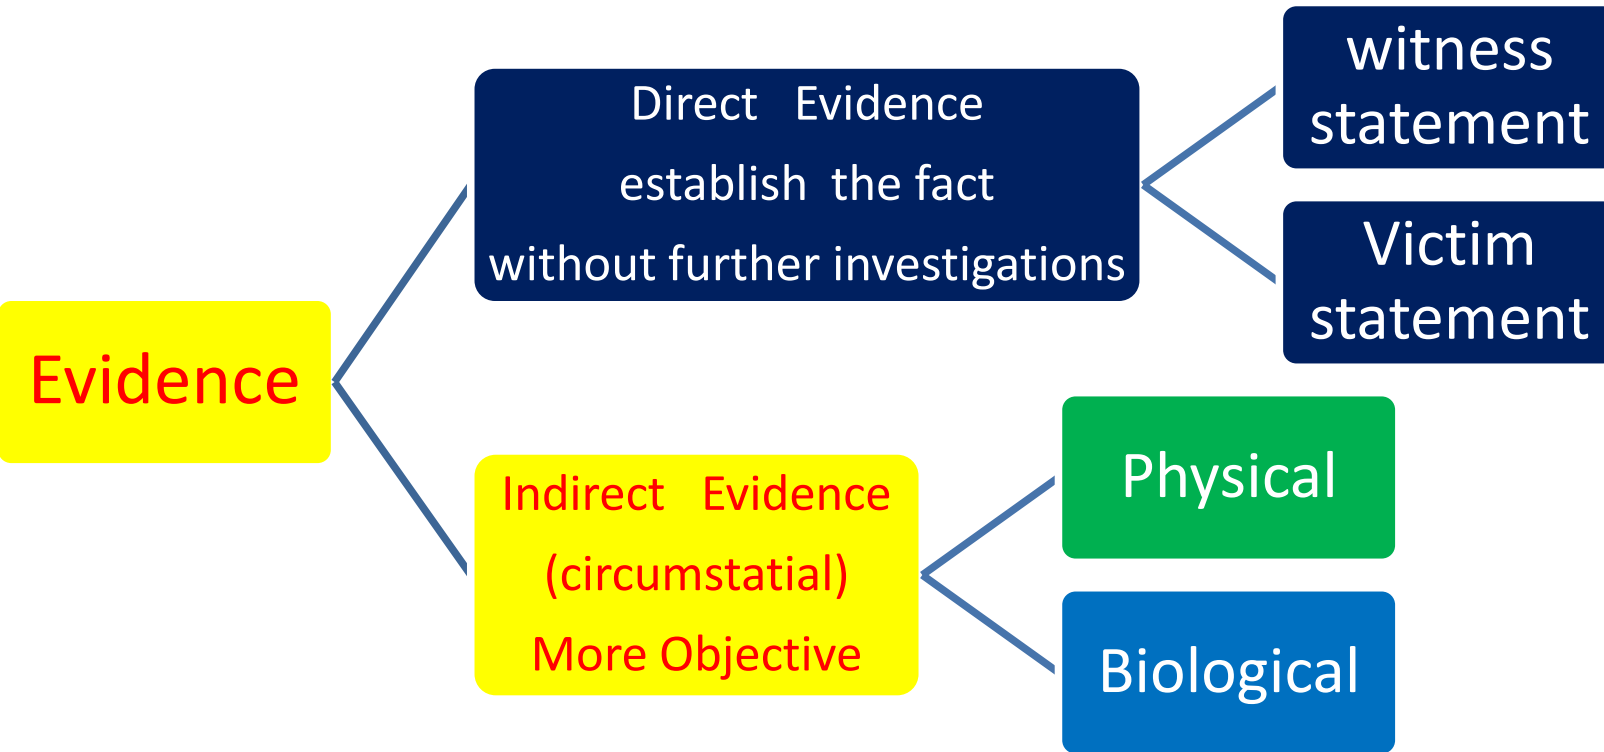 Evidence
Direct Evidence
establish the fact
without further investigations
witness
statement
Victim
statement
Indirect Evidence
(circumstatial)
More Objective
Physical
Biological